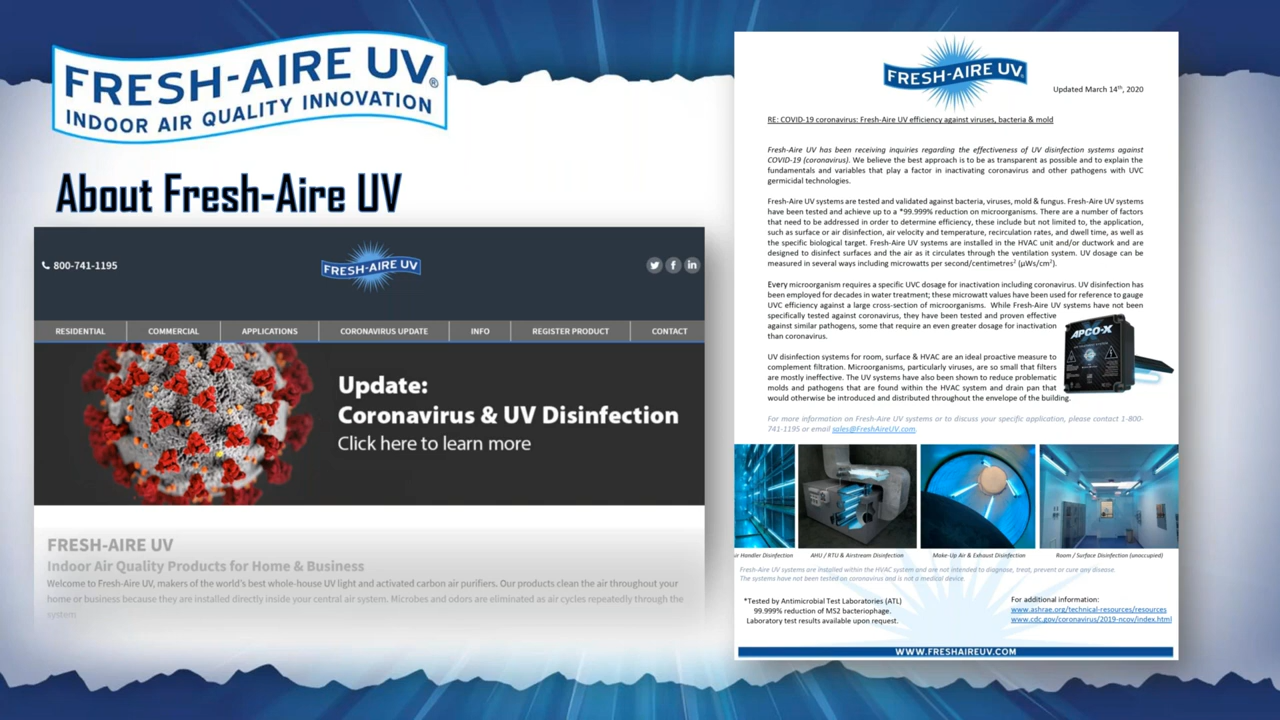 FRESH-AIRE UV®
INDOOR AIR QUALITY INNOVATION
About Fresh-Aire UV
800-741-1195
FRESH-AIRE UV
RESIDENTIAL
COMMERCIAL
APPLICATIONS
CORONAVIRUS UPDATE
INFO
REGISTER PRODUCT
CONTACT
Update:
Coronavirus & UV Disinfection
Click here to learn more
FRESH-AIRE UV
Indoor Air Quality Products for Home & Business
Welcome to Fresh-Aire UV, makers of the world's best whole-house UV light and activated carbon air purifiers. Our products clean the air throughout your
home or business because they are installed directly inside your central air system. Microbes and odors are eliminated as air cycles repeatedly through the
system.
FRESH-AIRE UV.
Updated March 14th, 2020
RE: COVID-19 coronavirus: Fresh-Aire UV efficiency against viruses, bacteria & mold
Fresh-Aire UV has been receiving inquiries regarding the effectiveness of UV disinfection systems against
COVID-19 (coronavirus). We believe the best approach is to be as transparent as possible and to explain the
fundamentals and variables that play a factor in inactivating coronavirus and other pathogens with UVC
germicidal technologies.
Fresh-Aire UV systems are tested and validated against bacteria, viruses, mold & fungus. Fresh-Aire UV systems
have been tested and achieve up to a *99.999% reduction on microorganisms. There are a number of factors
that need to be addressed in order to determine efficiency, these include but not limited to, the application,
such as surface or air disinfection, air velocity and temperature, recirculation rates, and dwell time, as well as
the specific biological target. Fresh-Aire UV systems are installed in the HVAC unit and/or ductwork and are
designed to disinfect surfaces and the air as it circulates through the ventilation system. UV dosage can be
measured in several ways including microwatts per second/centimetres² (µWs/cm²).
Every microorganism requires a specific UVC dosage for inactivation including coronavirus. UV disinfection has
been employed for decades in water treatment; these microwatt values have been used for reference to gauge
UVC efficiency against a large cross-section of microorganisms. While Fresh-Aire UV systems have not been
specifically tested against coronavirus, they have been tested and proven effective
against similar pathogens, some that require an even greater dosage for inactivation
than coronavirus.
APCO-X
UV disinfection systems for room, surface & HVAC are an ideal proactive measure to
complement filtration. Microorganisms, particularly viruses, are so small that filters
are mostly ineffective. The UV systems have also been shown to reduce problematic
molds and pathogens that are found within the HVAC system and drain pan that
would otherwise be introduced and distributed throughout the envelope of the building.
For more information on Fresh-Aire UV systems or to discuss your specific application, please contact 1-800-
741-1195 or email sales@FreshAireUV.com.
ir Handler Disinfection
AHU / RTU & Airstream Disinfection
Make-Up Air & Exhaust Disinfection
Room / Surface Disinfection (unoccupied)
Fresh-Aire UV systems are installed within the HVAC system and are not intended to diagnose, treat, prevent or cure any disease.
The systems have not been tested on coronavirus and is not a medical device.
*Tested by Antimicrobial Test Laboratories (ATL)
99.999% reduction of MS2 bacteriophage.
Laboratory test results available upon request.
For additional information:
www.ashrae.org/technical-resources/resources
www.cdc.gov/coronavirus/2019-ncov/index.html
WWW.FRESHAIREUV.COM